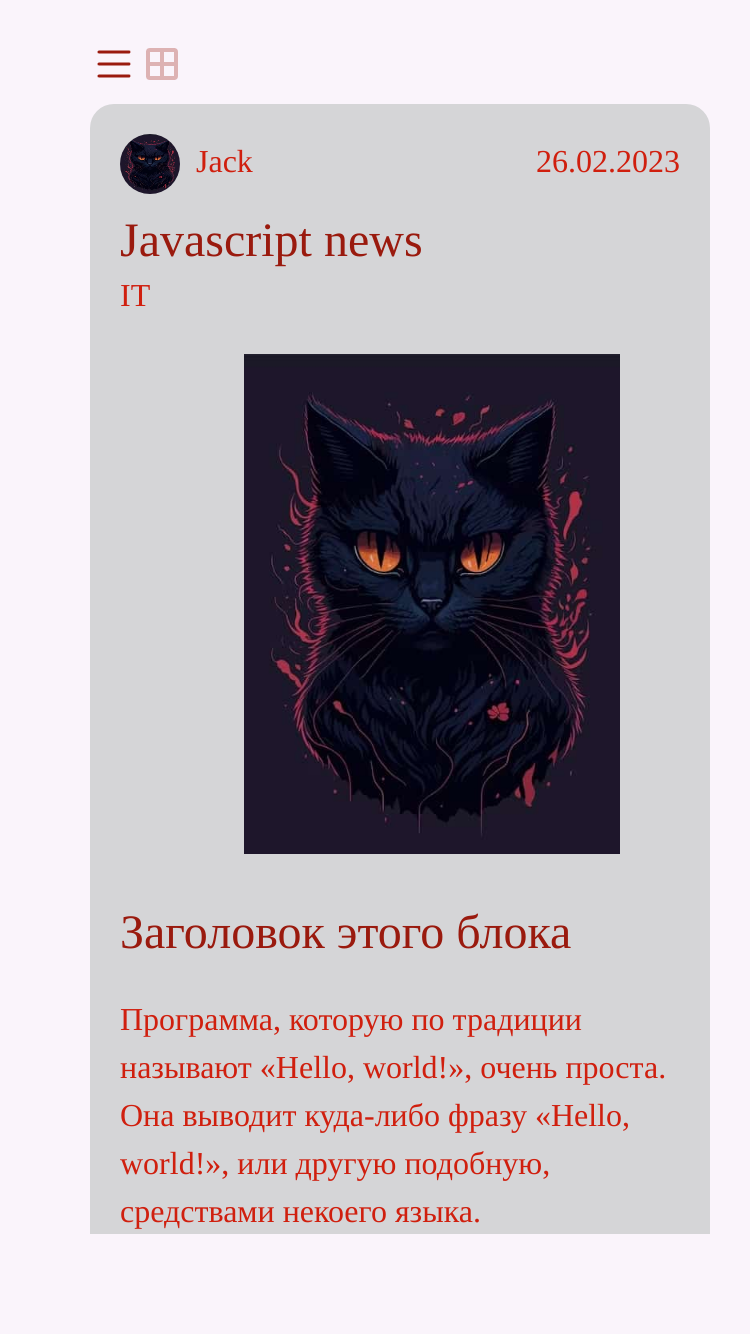 Jack 26.02.2023
Javascript news
IT
Заголовок этого блока
Программа, которую по традиции
называют «Hello, world!», очень проста.
Она выводит куда-либо фразу «Hello,
world!», или другую подобную,
средствами некоего языка.